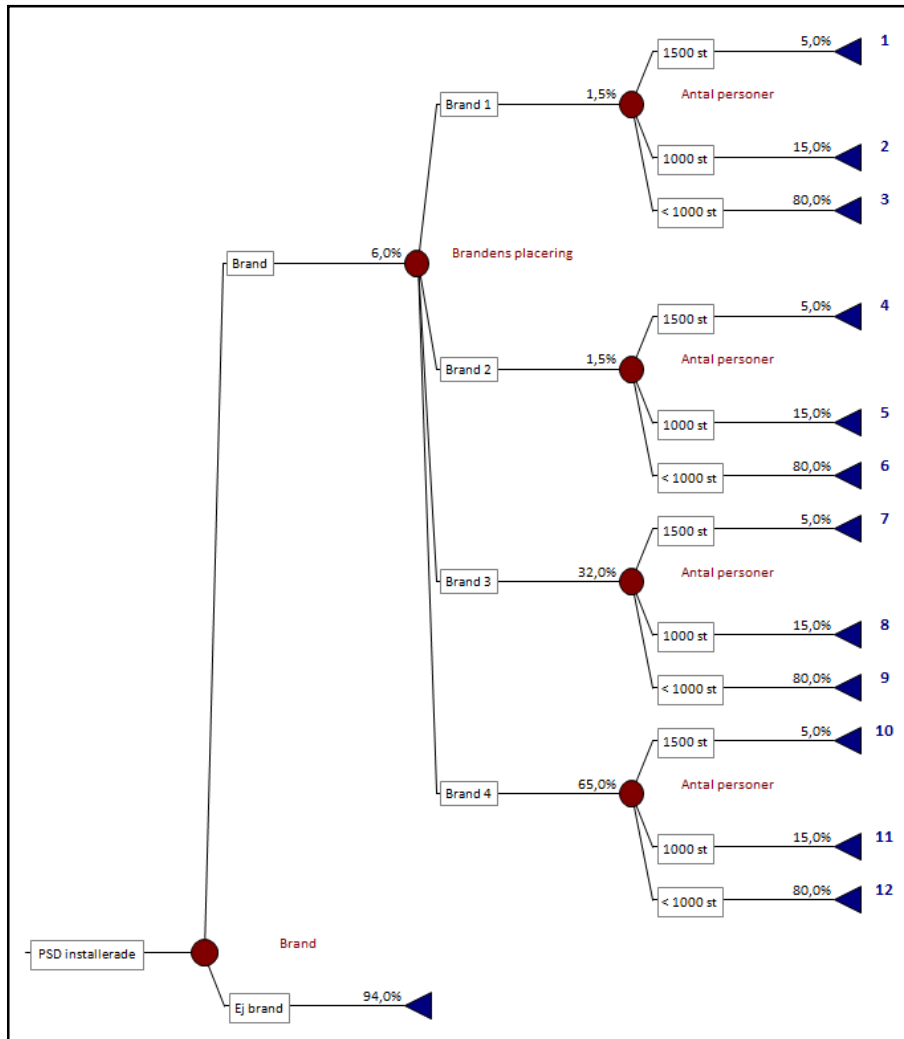 1500 st 5,0% 1
Brand 1 1,5% Antal personer
1000 st 15,0% 2
< 1000 st 80,0% 3
Brand 6,0% Brandens placering
1500 st 5,0% 4
Brand 2 1,5% Antal personer
1000 st 15,0% 5
< 1000 st 80,0% 6
1500 st 5,0% 7
Brand 3 32,0% Antal personer
1000 st 15,0% 8
< 1000 st 80,0% 9
1500 st 5,0% 10
Brand 4 65,0% Antal personer
1000 st 15,0% 11
< 1000 st 80,0% 12
PSD installerade Brand
Ej brand 94,0%